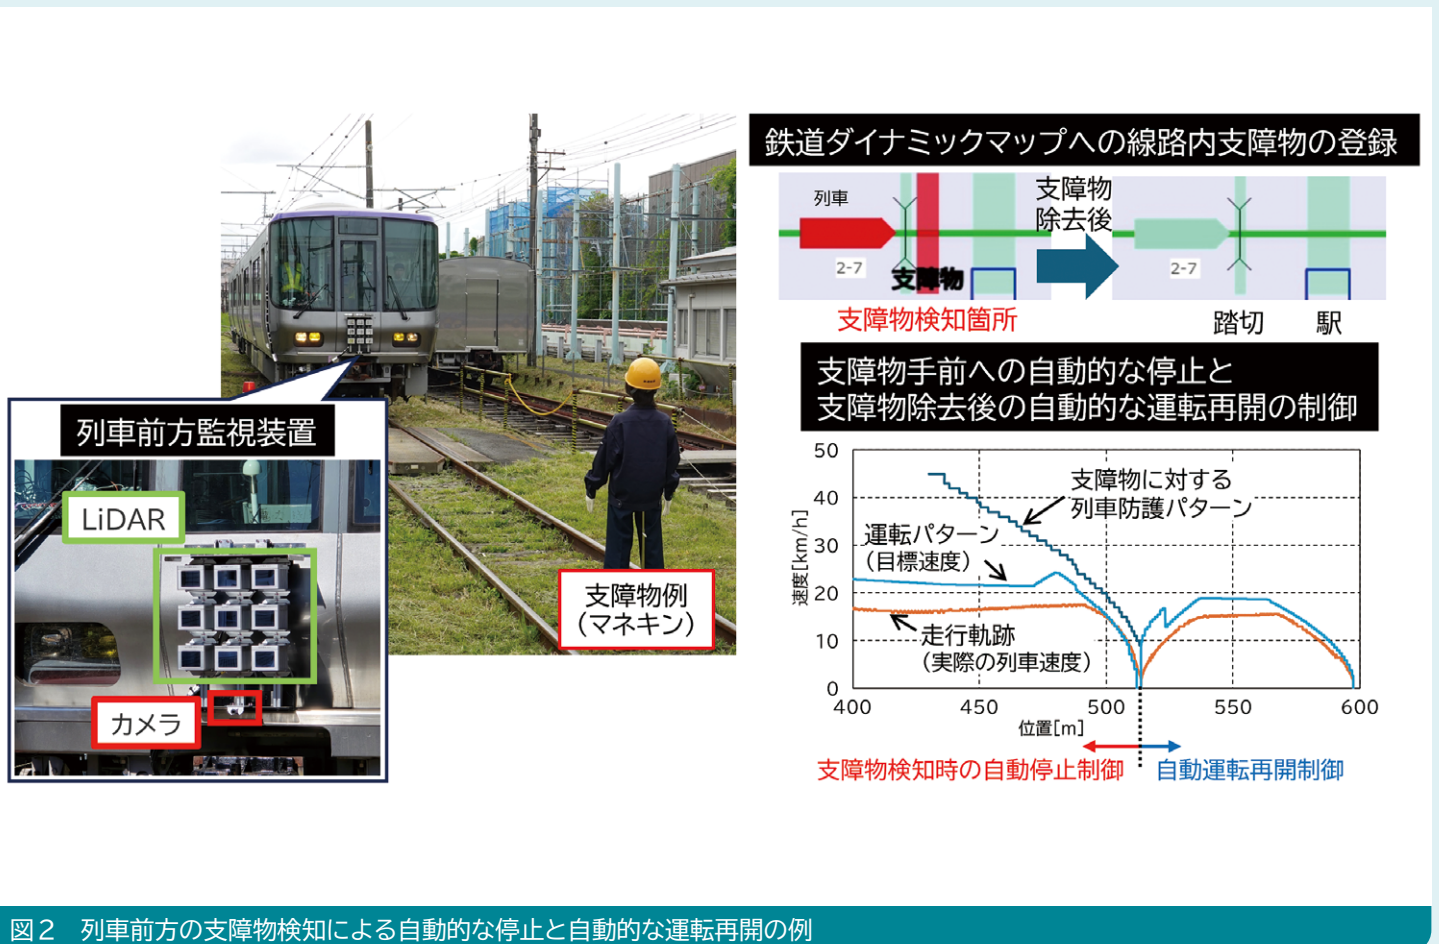 鉄道ダイナミックマップへの線路内支障物の登録
列車
2-7
支障物
支障物検知箇所
支障物
除去後
2-7
踏切
駅
列車前方監視装置
LiDAR
カメラ
支障物例
（マネキン）
支障物手前への自動的な停止と
支障物除去後の自動的な運転再開の制御
速度[km/h]
50
40
30
20
10
0
支障物に対する
列車防護パターン
運転パターン
（目標速度）
走行軌跡
（実際の列車速度）
400
450
500
550
600
位置[m]
支障物検知時の自動停止制御
自動運転再開制御
図２　列車前方の支障物検知による自動的な停止と自動的な運転再開の例